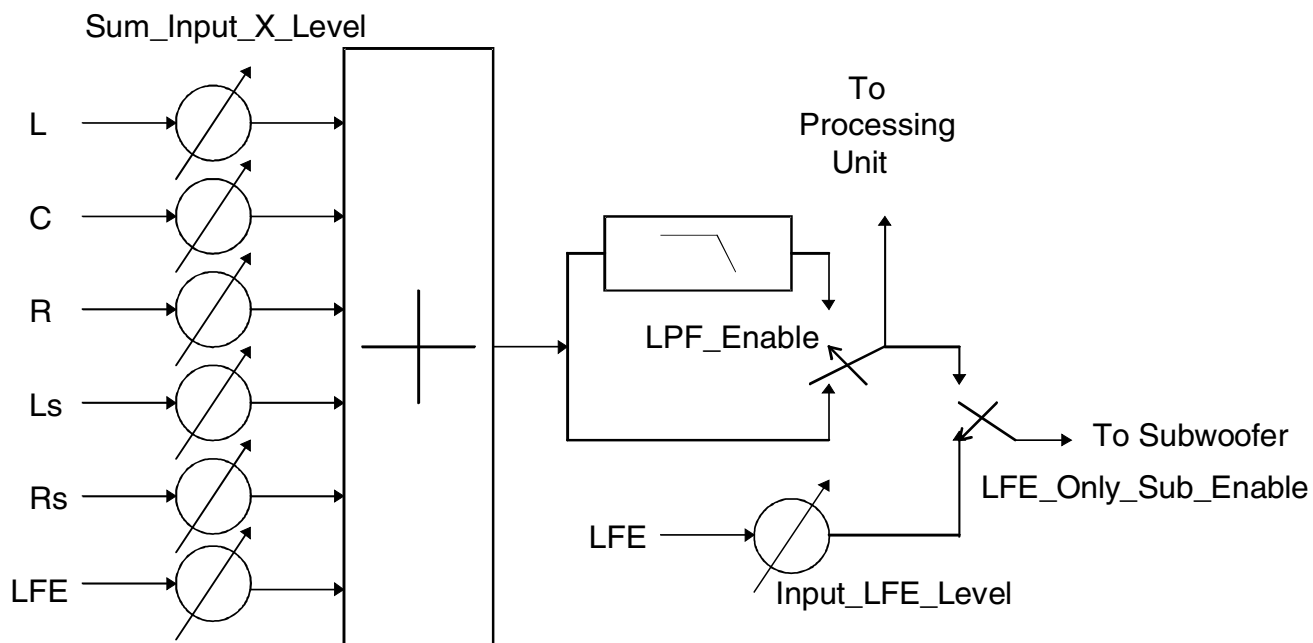 Sum_Input_X_Level
L
C
R
Ls
Rs
LFE
To
Processing
Unit
LPF_Enable
To Subwoofer
LFE_Only_Sub_Enable
LFE
Input_LFE_Level